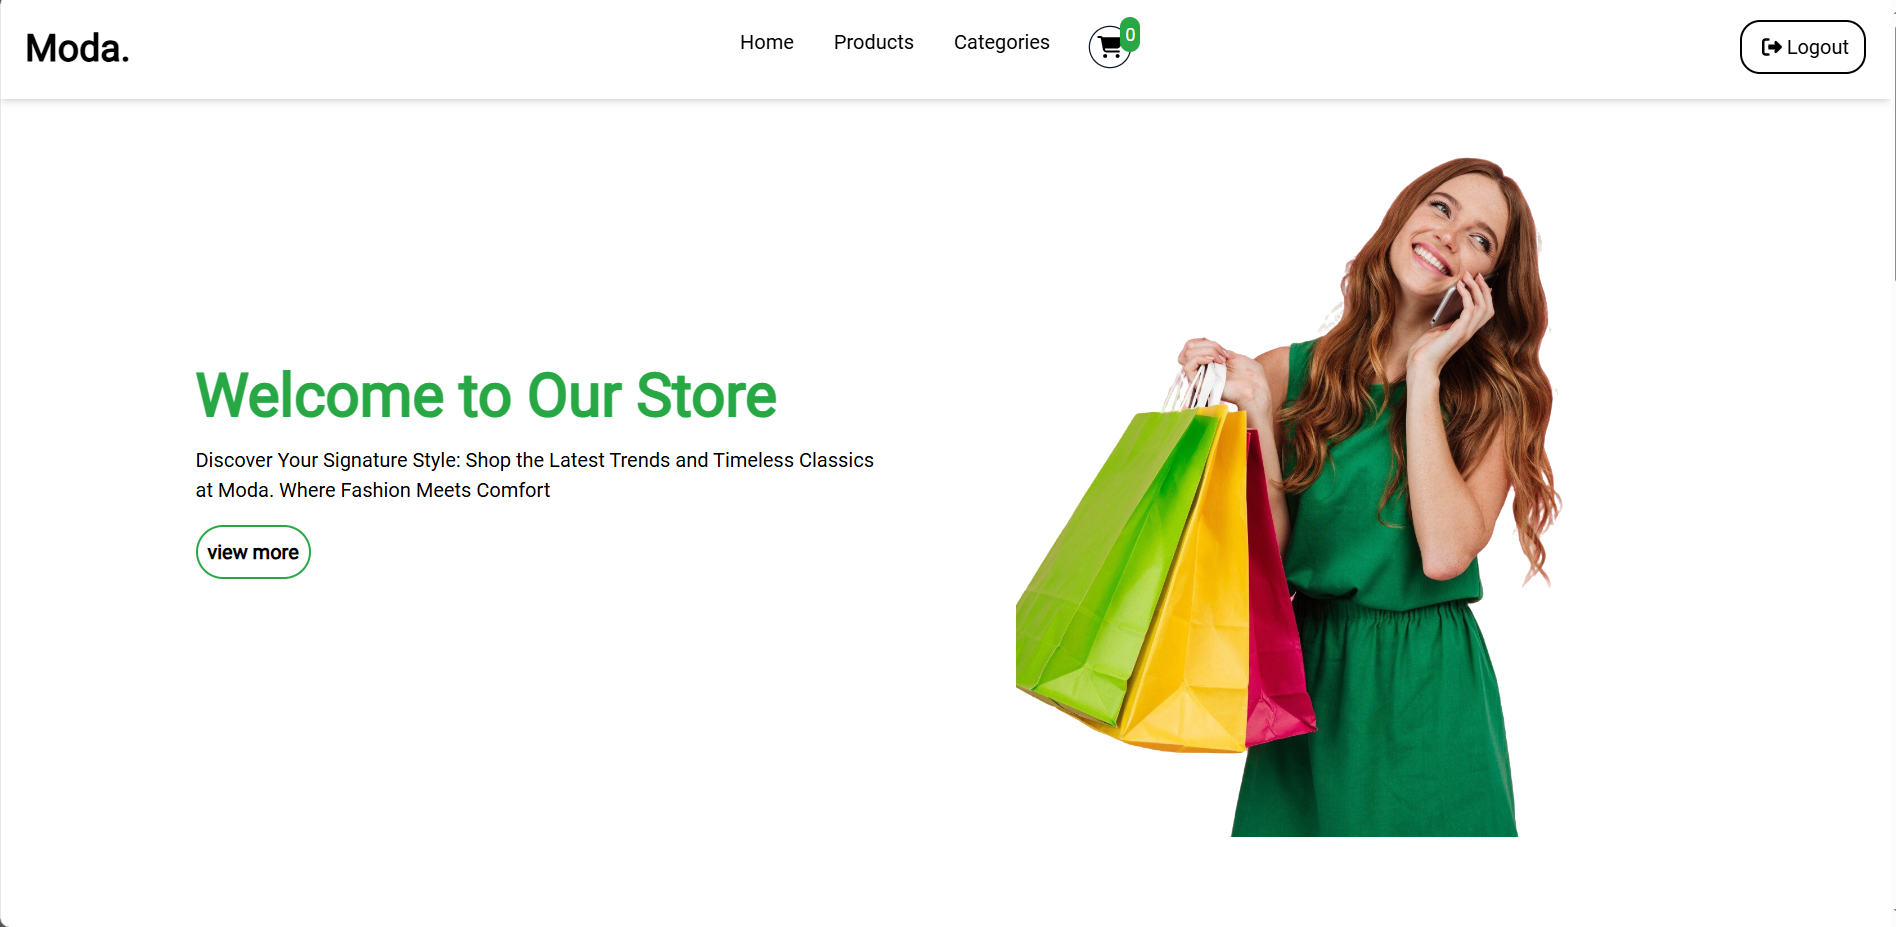 Moda.
Home
Products
Categories
0
Logout
Welcome to Our Store
Discover Your Signature Style: Shop the Latest Trends and Timeless Classics
at Moda. Where Fashion Meets Comfort
view more